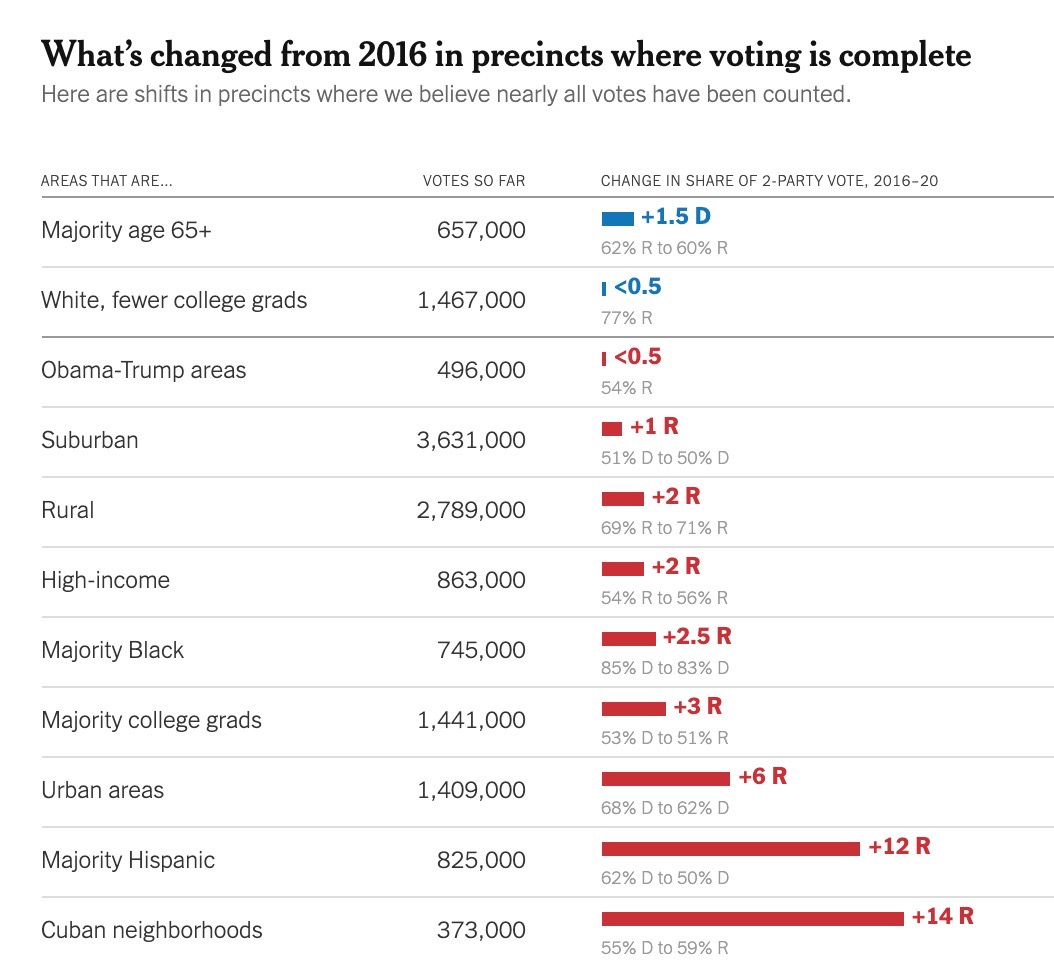 What’s changed from 2016 in precincts where voting is complete
Here are shifts in precincts where we believe nearly all votes have been counted.
AREAS THAT ARE... VOTES SO FAR CHANGE IN SHARE OF 2-PARTY VOTE, 2016–20
Majority age 65+ 657,000 +1.5 D
62% R to 60% R
White, fewer college grads 1,467,000 <0.5
77% R
Obama-Trump areas 496,000 <0.5
54% R
Suburban 3,631,000 +1 R
51% D to 50% D
Rural 2,789,000 +2 R
69% R to 71% R
High-income 863,000 +2 R
54% R to 56% R
Majority Black 745,000 +2.5 R
85% D to 83% D
Majority college grads 1,441,000 +3 R
53% D to 51% R
Urban areas 1,409,000 +6 R
68% D to 62% D
Majority Hispanic 825,000 +12 R
62% D to 50% D
Cuban neighborhoods 373,000 +14 R
55% D to 59% R